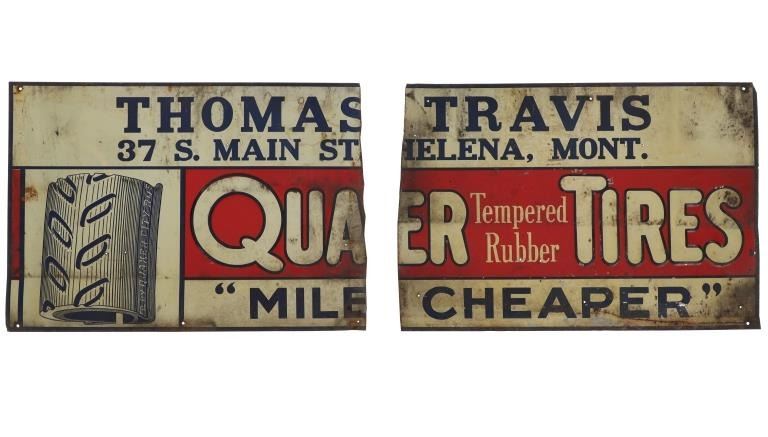 THOMAS TRAVIS
37 S. MAIN ST HELENA, MONT.
QUA ER Tempered Rubber TIRES
"MILE CHEAPER"